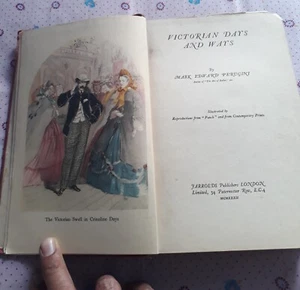 The Victorian Swell in Crinoline Days
VICTORIAN DAYS
AND WAYS
By
MARK EDWARD PERUGINI
Illustrated by
Reproductions from "Punch" and from Contemporary Prints
JARROLDS Publishers LONDON
Limited, 34 Paternoster Row, E.C.4